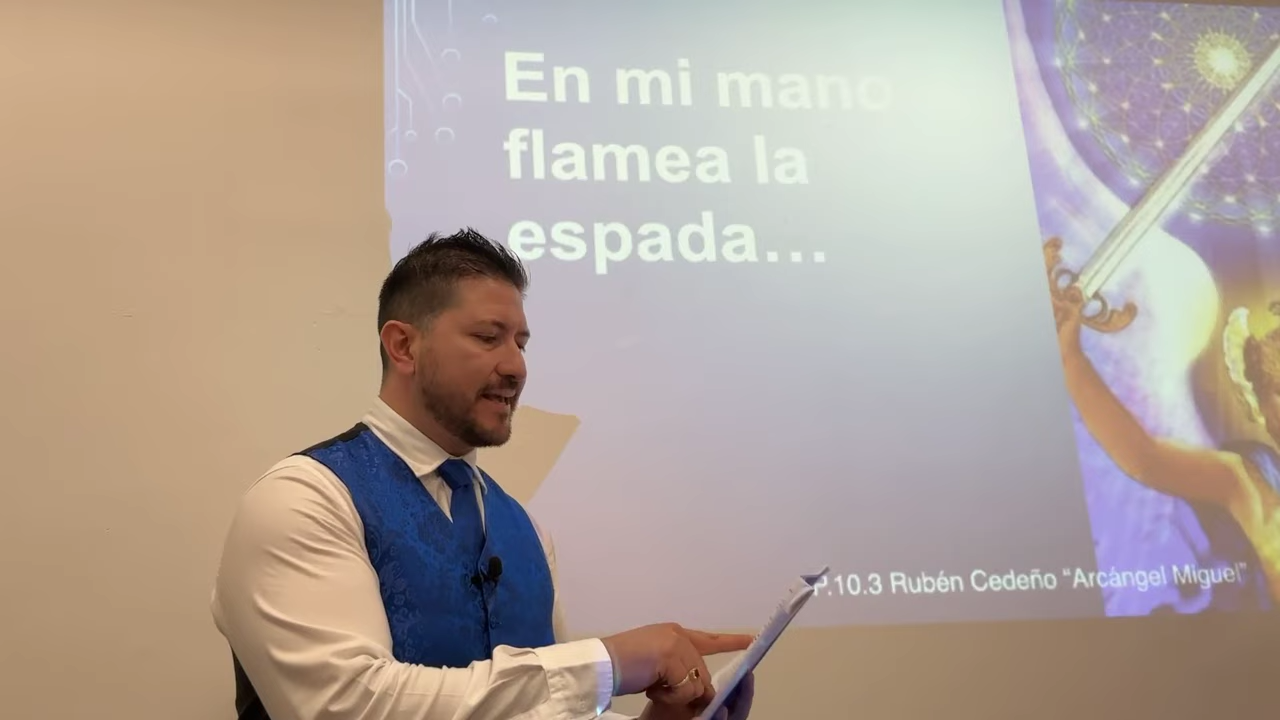 En mi mano
flamea la
espada…
P.10.3 Rubén Cedeño “Arcángel Miguel”